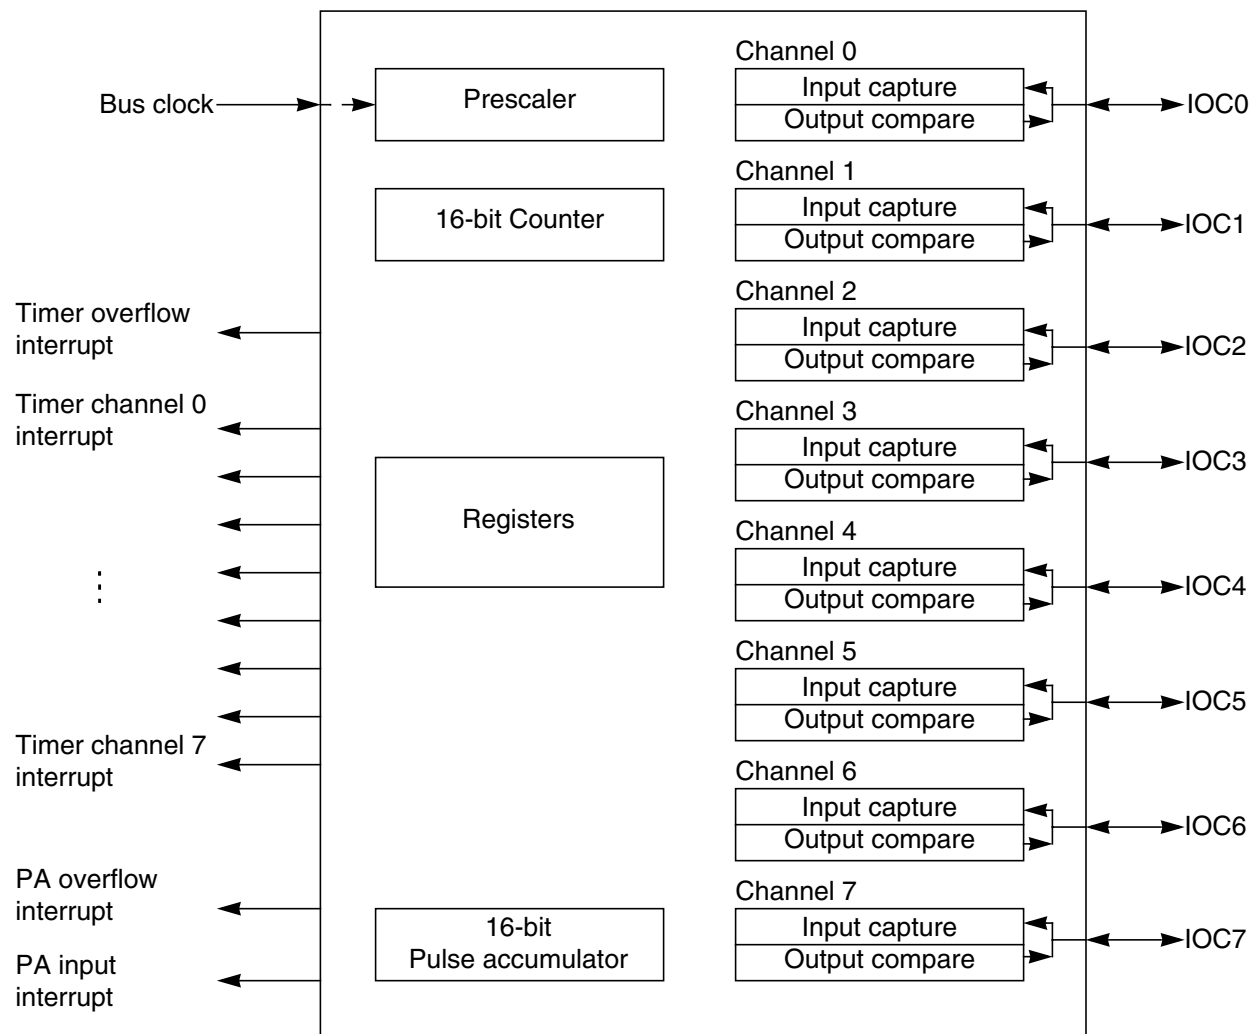 Bus clock
Timer overflow
interrupt
Timer channel 0
interrupt
⋮
Timer channel 7
interrupt
PA overflow
interrupt
PA input
interrupt
Prescaler
16-bit Counter
Registers
16-bit
Pulse accumulator
Channel 0
Input capture
Output compare
IOC0
Channel 1
Input capture
Output compare
IOC1
Channel 2
Input capture
Output compare
IOC2
Channel 3
Input capture
Output compare
IOC3
Channel 4
Input capture
Output compare
IOC4
Channel 5
Input capture
Output compare
IOC5
Channel 6
Input capture
Output compare
IOC6
Channel 7
Input capture
Output compare
IOC7